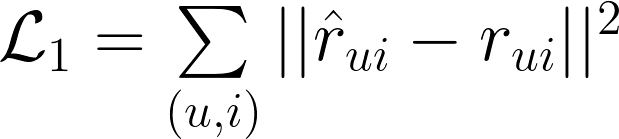 𝓛₁ = ∑_{(u,i)} ||r̂_{ui} − r_{ui}||²